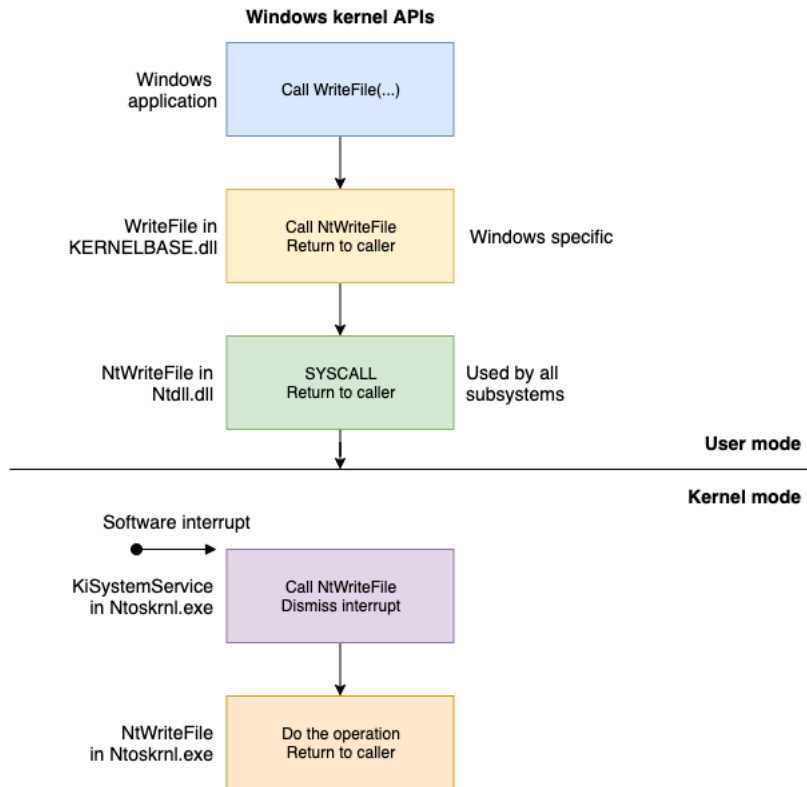 Windows kernel APIs
Windows
application
Call WriteFile(...)
WriteFile in
KERNELBASE.dll
Call NtWriteFile
Return to caller
Windows specific
NtWriteFile in
Ntdll.dll
SYSCALL
Return to caller
Used by all
subsystems
User mode
Kernel mode
Software interrupt
KiSystemService
in Ntoskrnl.exe
Call NtWriteFile
Dismiss interrupt
NtWriteFile
in Ntoskrnl.exe
Do the operation
Return to caller